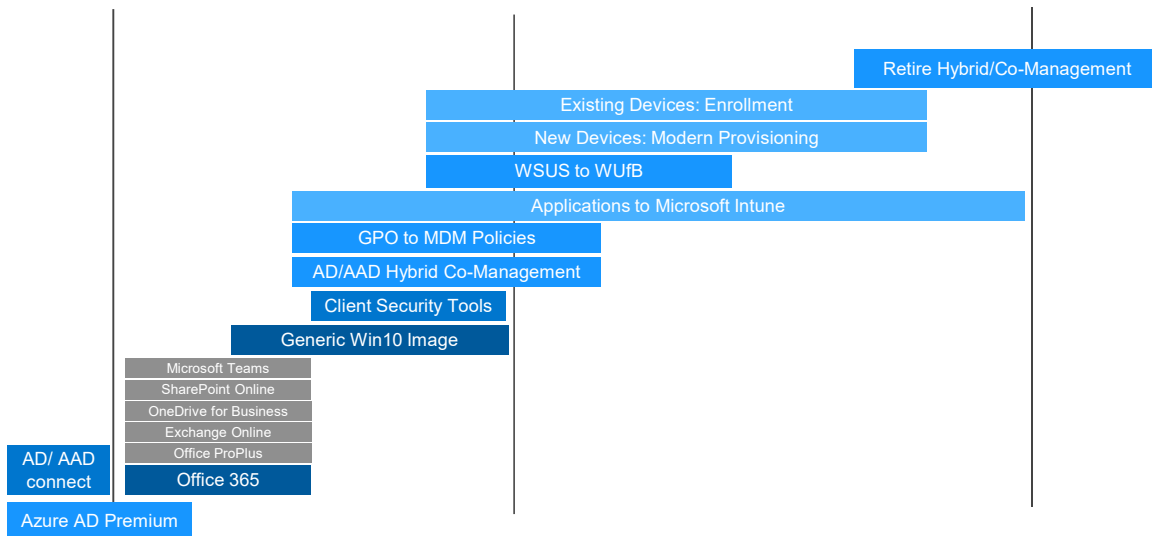 Retire Hybrid/Co-Management
Existing Devices: Enrollment
New Devices: Modern Provisioning
WSUS to WUfB
Applications to Microsoft Intune
GPO to MDM Policies
AD/AAD Hybrid Co-Management
Client Security Tools
Generic Win10 Image
Microsoft Teams
SharePoint Online
OneDrive for Business
Exchange Online
Office ProPlus
AD/ AAD
connect
Office 365
Azure AD Premium